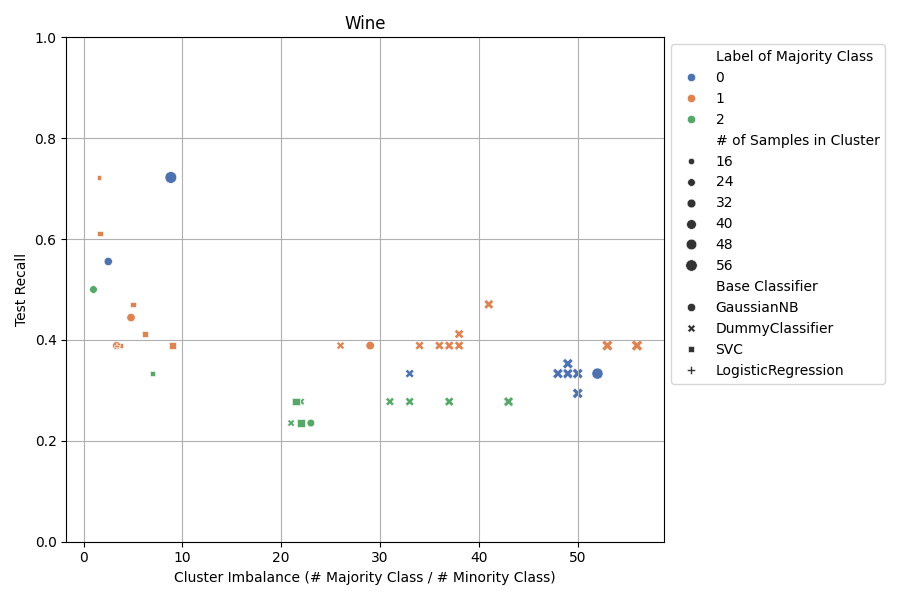 Wine
1.0
0.8
0.6
0.4
0.2
0.0
Test Recall
0 10 20 30 40 50
Cluster Imbalance (# Majority Class / # Minority Class)
Label of Majority Class
0
1
2
# of Samples in Cluster
16
24
32
40
48
56
Base Classifier
GaussianNB
DummyClassifier
SVC
LogisticRegression